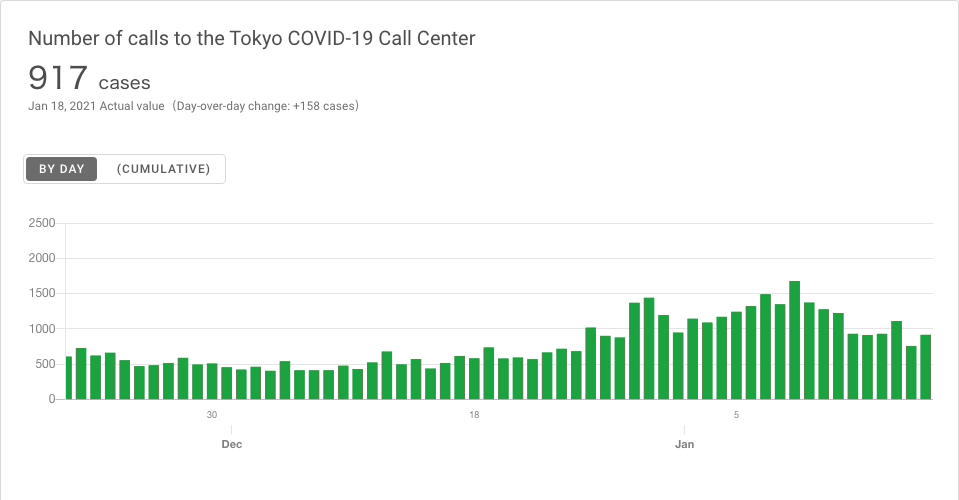 Number of calls to the Tokyo COVID-19 Call Center
917 cases
Jan 18, 2021 Actual value（Day-over-day change: +158 cases）
BY DAY (CUMULATIVE)
2500
2000
1500
1000
500
0
30 18 5
Dec Jan